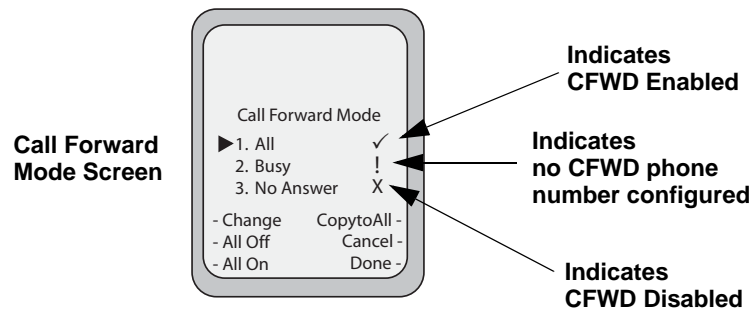 Call Forward
Mode Screen
Call Forward Mode
1. All ✓
2. Busy !
3. No Answer X
- Change CopytoAll -
- All Off Cancel -
- All On Done -
Indicates
CFWD Enabled
Indicates
no CFWD phone
number configured
Indicates
CFWD Disabled